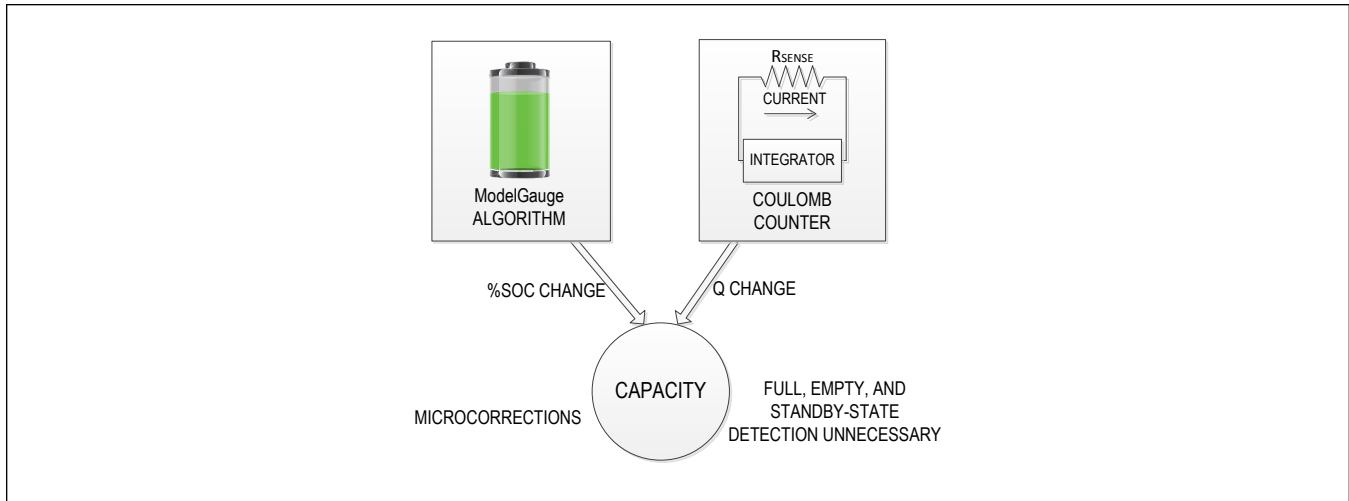 ModelGauge
ALGORITHM
RSENSE
CURRENT
INTEGRATOR
COULOMB
COUNTER
%SOC CHANGE
Q CHANGE
CAPACITY
MICROCORRECTIONS
FULL, EMPTY, AND
STANDBY-STATE
DETECTION UNNECESSARY